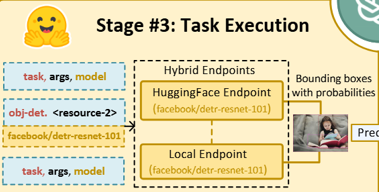 Stage #3: Task Execution
task, args, model
obj-det. <resource-2>
facebook/detr-resnet-101
task, args, model
Hybrid Endpoints
HuggingFace Endpoint
(facebook/detr-resnet-101)
Local Endpoint
(facebook/detr-resnet-101)
Bounding boxes
with probabilities